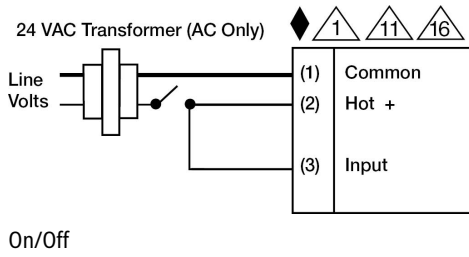 24 VAC Transformer (AC Only)
1
11
16
Line
Volts
(1) Common
(2) Hot +
(3) Input
On/Off